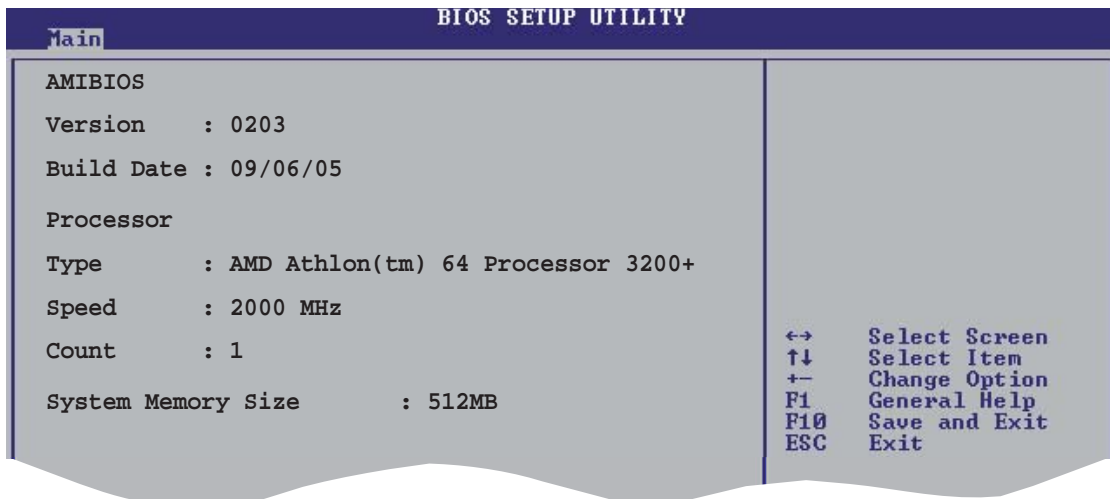 BIOS SETUP UTILITY
Main
AMIBIOS
Version : 0203
Build Date : 09/06/05
Processor
Type : AMD Athlon(tm) 64 Processor 3200+
Speed : 2000 MHz
Count : 1
System Memory Size : 512MB
←→ Select Screen
↑↓ Select Item
+- Change Option
F1 General Help
F10 Save and Exit
ESC Exit